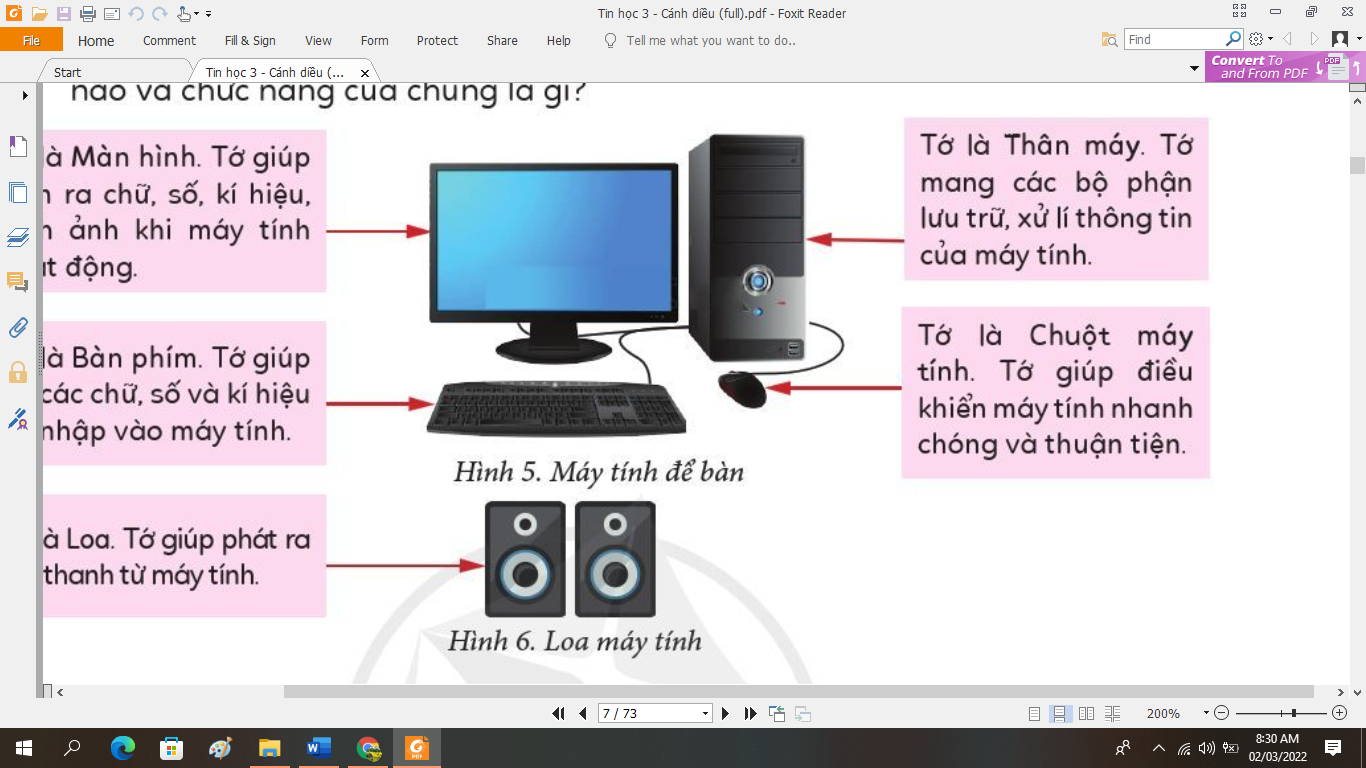 Tin học 3 - Cánh diều (full).pdf - Foxit Reader
File Home Comment Fill & Sign View Form Protect Share Help Tell me what you want to do.. Find
Start Tin học 3 - Cánh diều (... x
Convert To
and From PDF
PDF
nào và chức năng của chúng là gì?
là Màn hình. Tớ giúp
ra chữ, số, kí hiệu,
ảnh khi máy tính
động.
Tớ là Thân máy. Tớ
mang các bộ phận
lưu trữ, xử lí thông tin
của máy tính.
là Bàn phím. Tớ giúp
các chữ, số và kí hiệu
nhập vào máy tính.
Tớ là Chuột máy
tính. Tớ giúp điều
khiển máy tính nhanh
chóng và thuận tiện.
Hình 5. Máy tính để bàn
à Loa. Tớ giúp phát ra
thanh từ máy tính.
Hình 6. Loa máy tính
7 / 73 200%
8:30 AM
02/03/2022